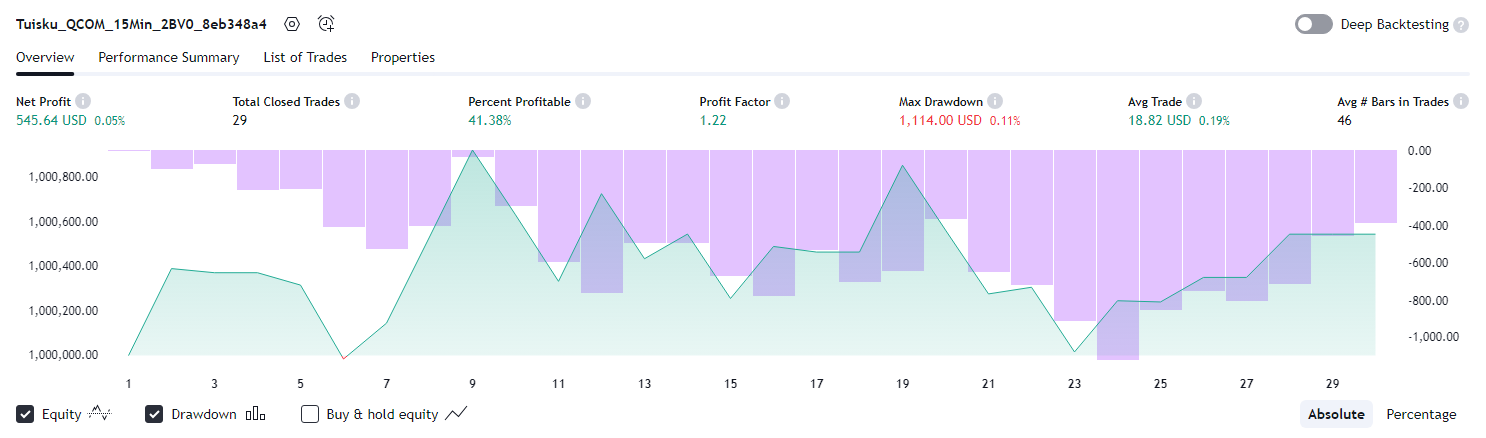 Tuisku_QCOM_15Min_2BV0_8eb348a4 Deep Backtesting ?
Overview Performance Summary List of Trades Properties
Net Profit Total Closed Trades Percent Profitable Profit Factor Max Drawdown Avg Trade Avg # Bars in Trades
545.64 USD 0.05% 29 41.38% 1.22 1,114.00 USD 0.11% 18.82 USD 0.19% 46
0.00
1,000,800.00
-200.00
1,000,600.00
-400.00
1,000,400.00
-600.00
1,000,200.00
-800.00
-1,000.00
1,000,000.00
1 3 5 7 9 11 13 15 17 19 21 23 25 27 29
Equity Drawdown Buy & hold equity Absolute Percentage